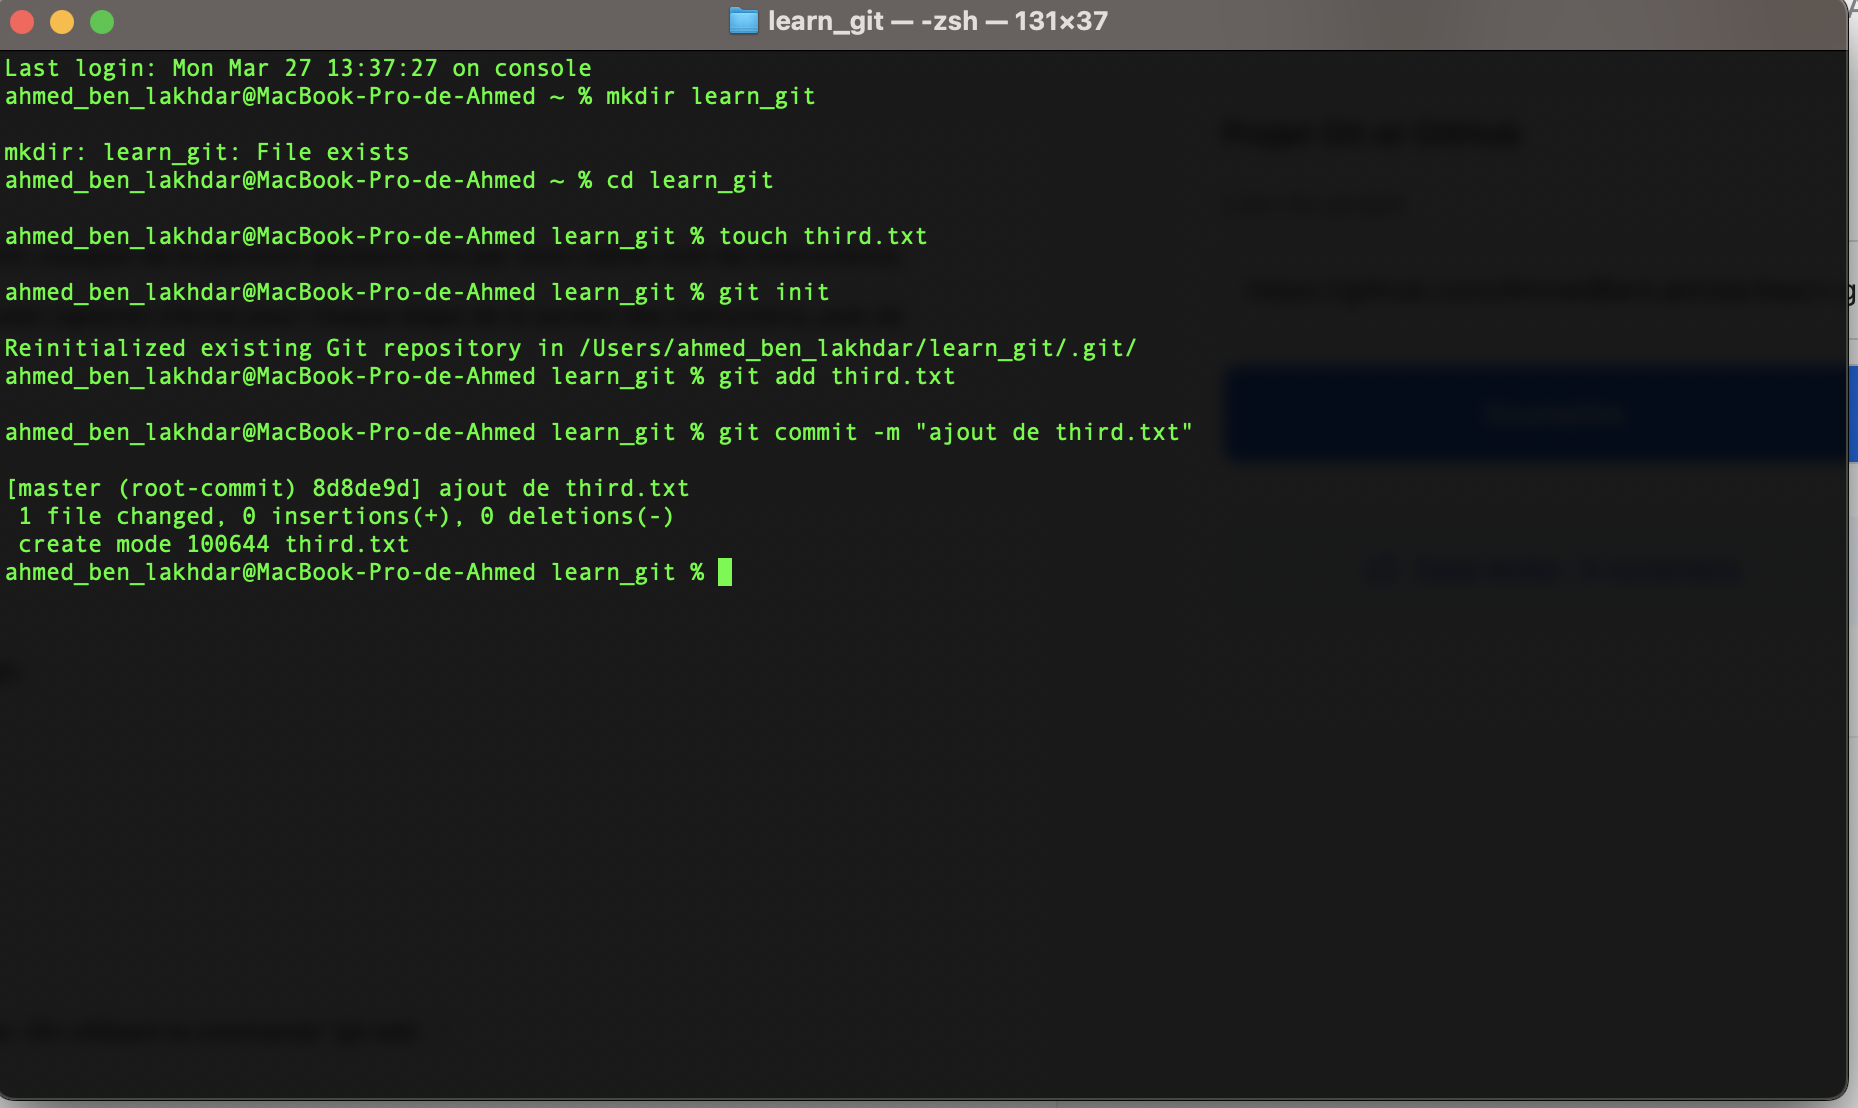 learn_git — -zsh — 131×37
Last login: Mon Mar 27 13:37:27 on console
ahmed_ben_lakhdar@MacBook-Pro-de-Ahmed ~ % mkdir learn_git
mkdir: learn_git: File exists
ahmed_ben_lakhdar@MacBook-Pro-de-Ahmed ~ % cd learn_git
ahmed_ben_lakhdar@MacBook-Pro-de-Ahmed learn_git % touch third.txt
ahmed_ben_lakhdar@MacBook-Pro-de-Ahmed learn_git % git init
Reinitialized existing Git repository in /Users/ahmed_ben_lakhdar/learn_git/.git/
ahmed_ben_lakhdar@MacBook-Pro-de-Ahmed learn_git % git add third.txt
ahmed_ben_lakhdar@MacBook-Pro-de-Ahmed learn_git % git commit -m "ajout de third.txt"
[master (root-commit) 8d8de9d] ajout de third.txt
 1 file changed, 0 insertions(+), 0 deletions(-)
 create mode 100644 third.txt
ahmed_ben_lakhdar@MacBook-Pro-de-Ahmed learn_git %